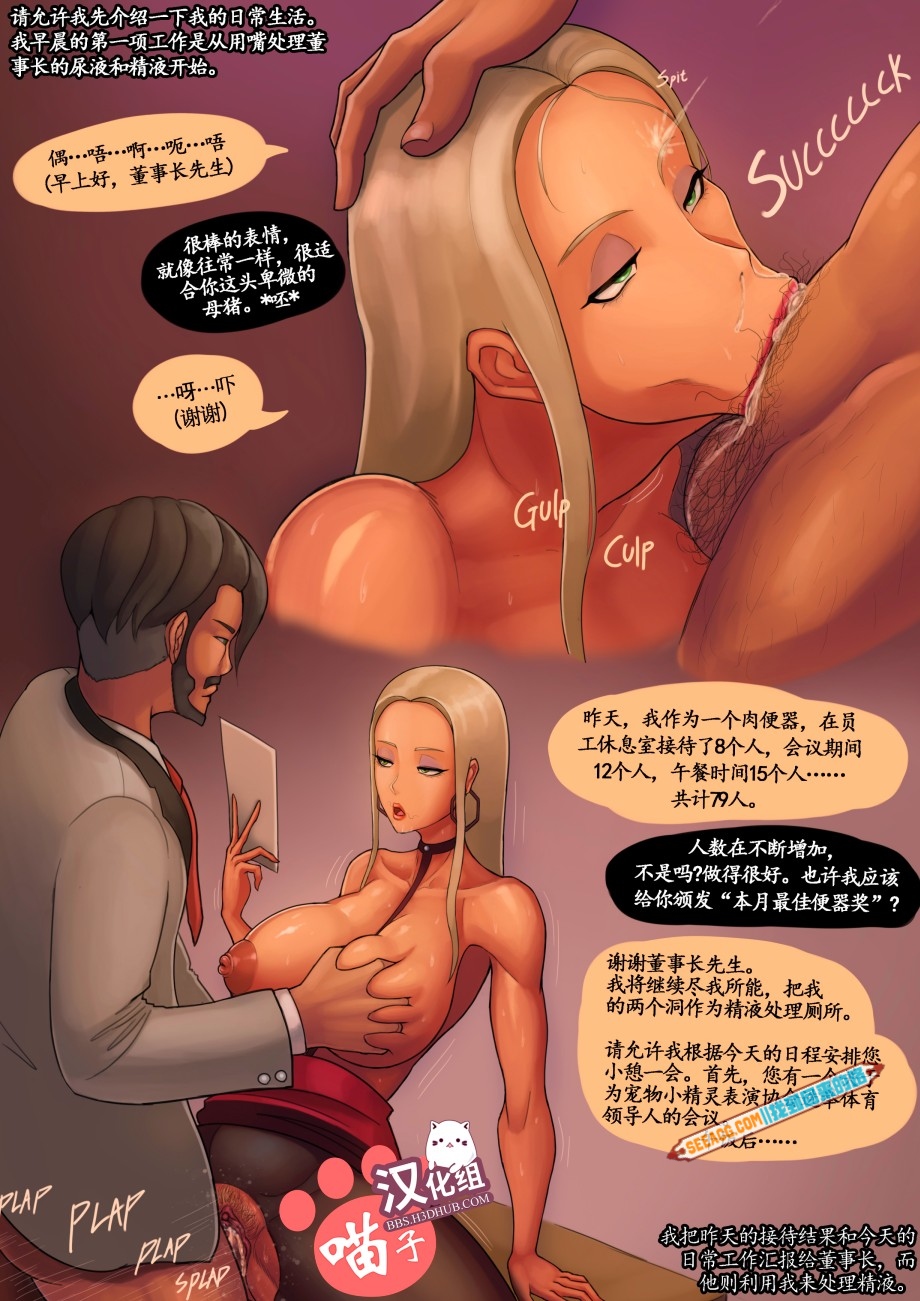 请允许我先介绍一下我的日常生活。
我早晨的第一项工作是从用嘴处理董
事长的尿液和精液开始。
Spit
SUCCCCUCK
偶…唔…啊…呃…唔
(早上好，董事长先生)
很棒的表情，
就像往常一样，很适
合你这头卑微的
母猪。*呸*
…呀…吓
(谢谢)
Gulp
Culp
昨天，我作为一个肉便器，在员
工休息室接待了8个人，会议期间
12个人，午餐时间15个人……
共计79人。
人数在不断增加，
不是吗?做得很好。也许我应该
给你颁发“本月最佳便器奖”?
谢谢董事长先生。
我将继续尽我所能，把我
的两个洞作为精液处理厕所。
请允许我根据今天的日程安排您
小憩一会。首先，您有一个
为宠物小精灵表演协会
体育
领导人的会议
后……
SEEACG.COM||找到回家的路
PLAP
PLAP
PLAP
SPLAP
喵子
汉化组
BBS.H3DHUB.COM
我把昨天的接待结果和今天的
日常工作汇报给董事长，而
他则利用我来处理精液。